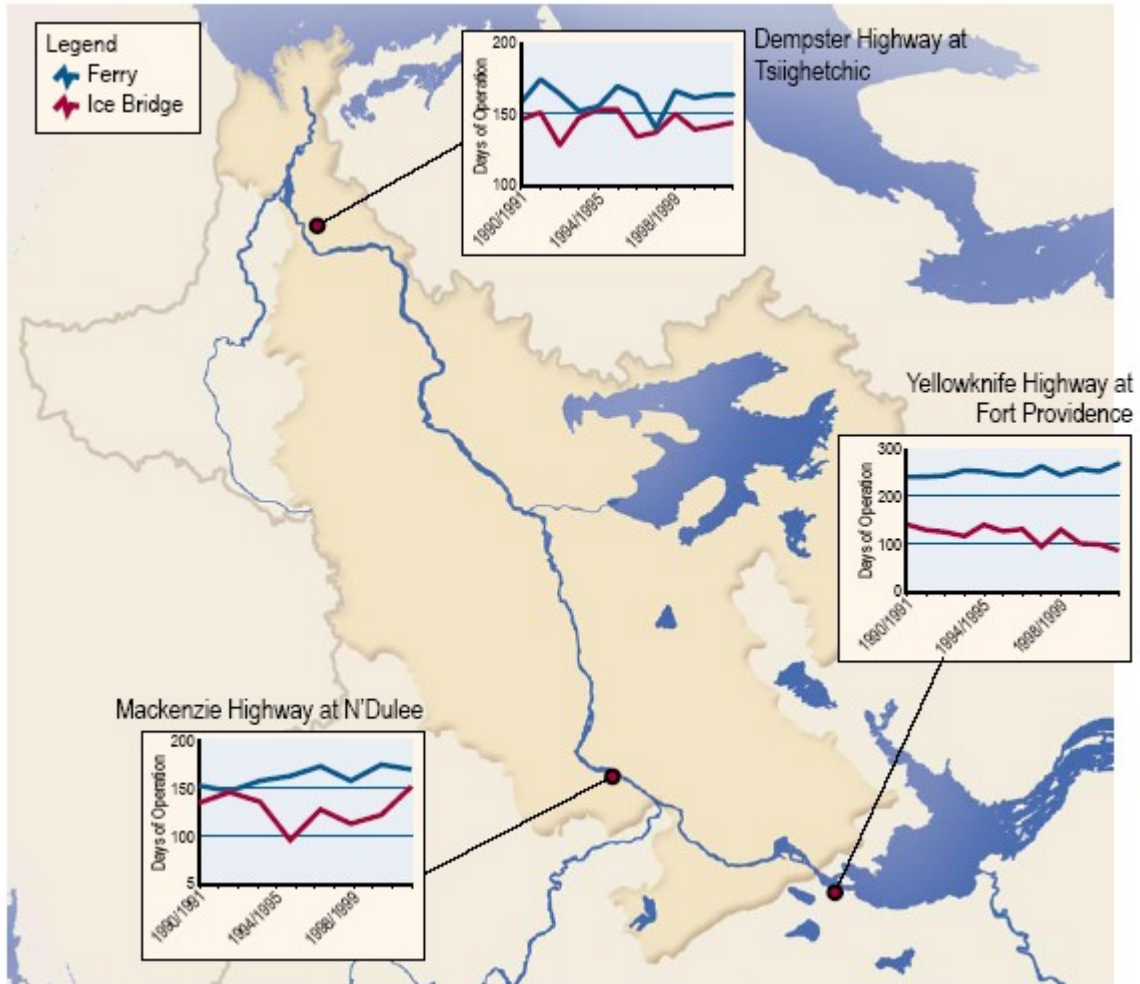 Legend
Ferry
Ice Bridge
Dempster Highway at
Tsiighetchic
Days of Operation
200
150
100
1990/1991
1994/1995
1998/1999
Yellowknife Highway at
Fort Providence
Days of Operation
300
200
100
0
1990/1991
1994/1995
1998/1999
Mackenzie Highway at N'Dulee
Days of Operation
200
150
100
5
1990/1991
1994/1995
1998/1999